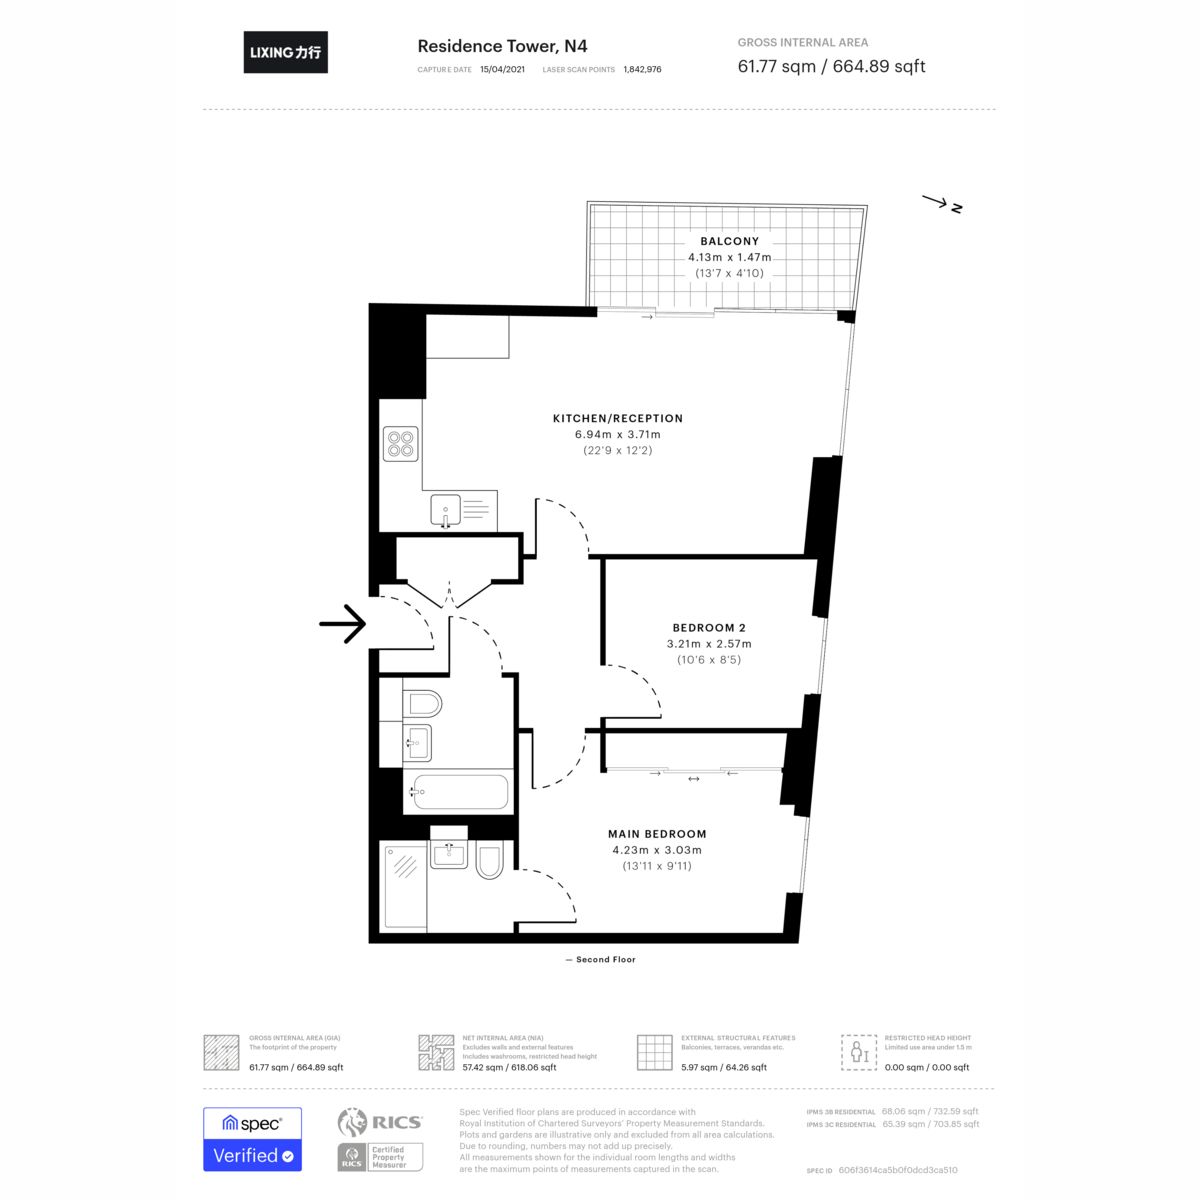 LIXING 力行
Residence Tower, N4
CAPTURE DATE 15/04/2021 LASER SCAN POINTS 1,842,976
GROSS INTERNAL AREA
61.77 sqm / 664.89 sqft
N
BALCONY
4.13m x 1.47m
(13'7 x 4'10)
KITCHEN/RECEPTION
6.94m x 3.71m
(22'9 x 12'2)
BEDROOM 2
3.21m x 2.57m
(10'6 x 8'5)
MAIN BEDROOM
4.23m x 3.03m
(13'11 x 9'11)
— Second Floor
GROSS INTERNAL AREA (GIA)
The footprint of the property
61.77 sqm / 664.89 sqft
NET INTERNAL AREA (NIA)
Excludes walls and external features
Includes washrooms, restricted head height
57.42 sqm / 618.06 sqft
EXTERNAL STRUCTURAL FEATURES
Balconies, terraces, verandas etc.
5.97 sqm / 64.26 sqft
RESTRICTED HEAD HEIGHT
Limited use area under 1.5 m
0.00 sqm / 0.00 sqft
spec
Verified
RICS
RICS
Certified
Property
Measurer
Spec Verified floor plans are produced in accordance with
Royal Institution of Chartered Surveyors' Property Measurement Standards.
Plots and gardens are illustrative only and excluded from all area calculations.
Due to rounding, numbers may not add up precisely.
All measurements shown for the individual room lengths and widths
are the maximum points of measurements captured in the scan.
IPMS 3B RESIDENTIAL 68.06 sqm / 732.59 sqft
IPMS 3C RESIDENTIAL 65.39 sqm / 703.85 sqft
SPEC ID 606f3614ca5b0f0dcd3ca510